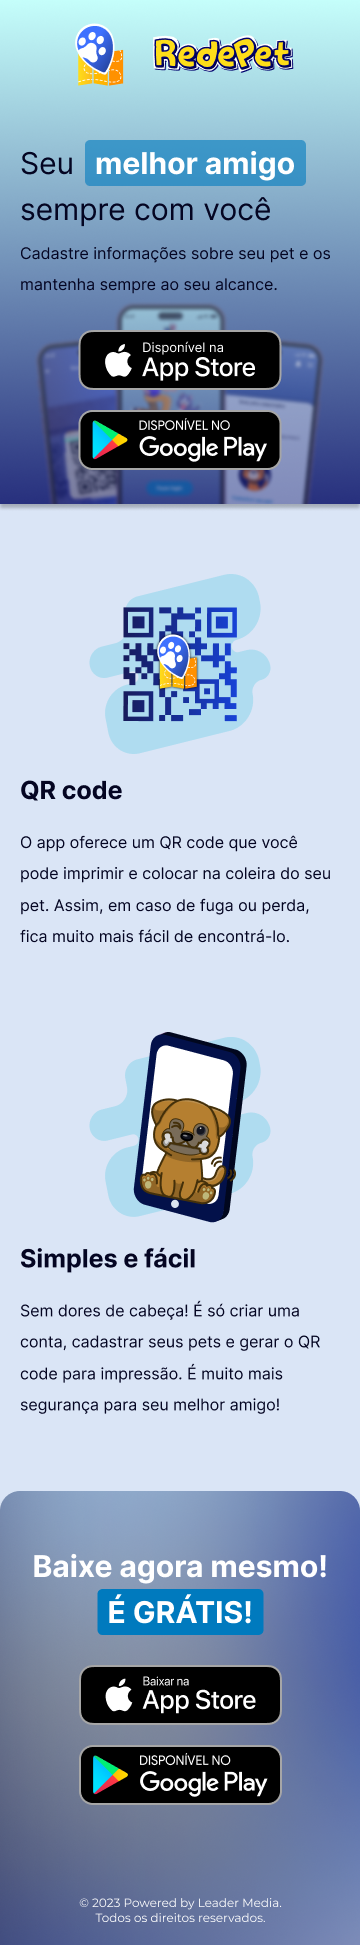 RedePet
Seu melhor amigo
sempre com você
Cadastre informações sobre seu pet e os
mantenha sempre ao seu alcance.
Disponível na
App Store
DISPONÍVEL NO
Google Play
QR code
O app oferece um QR code que você
pode imprimir e colocar na coleira do seu
pet. Assim, em caso de fuga ou perda,
fica muito mais fácil de encontrá-lo.
Simples e fácil
Sem dores de cabeça! É só criar uma
conta, cadastrar seus pets e gerar o QR
code para impressão. É muito mais
segurança para seu melhor amigo!
Baixe agora mesmo!
É GRÁTIS!
Baixar na
App Store
DISPONÍVEL NO
Google Play
© 2023 Powered by Leader Media.
Todos os direitos reservados.